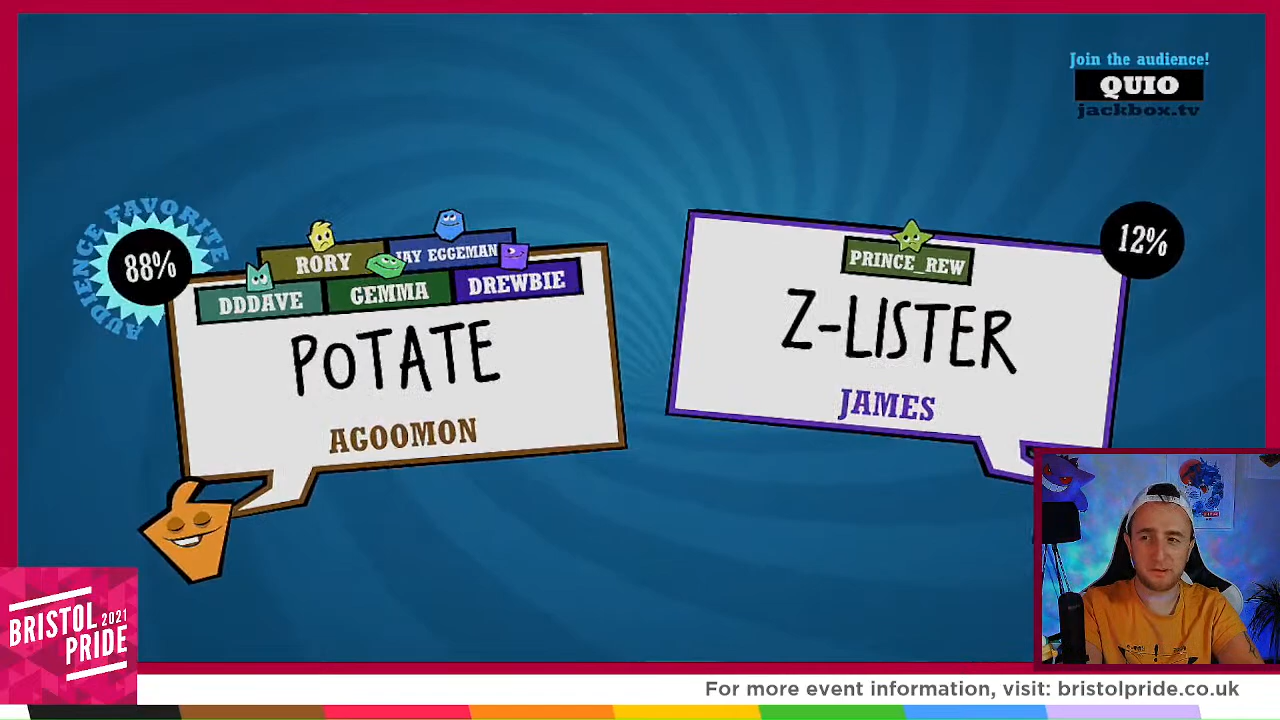 Join the audience!
QUIO
jackbox.tv
AUDIENCE FAVORITE
88%
RORY
JAY EGGEMAN
DDDAVE
GEMMA
DREWBIE
POTATE
AGOOMON
12%
PRINCE_REW
Z-LISTER
JAMES
BRISTOL 2021
PRIDE
For more event information, visit: bristolpride.co.uk